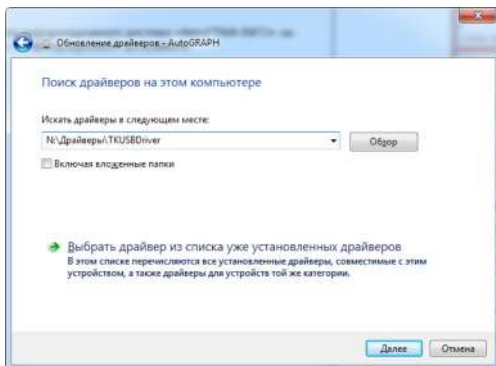 Обновление драйверов - AutoGRAPH
Поиск драйверов на этом компьютере
Искать драйверы в следующем месте:
N:\Драйверы\TKUSBDriver
Обзор
Включая вложенные папки
Выбрать драйвер из списка уже установленных драйверов
В этом списке перечисляются все установленные драйверы, совместимые с этим
устройством, а также драйверы для устройств той же категории.
Далее
Отмена